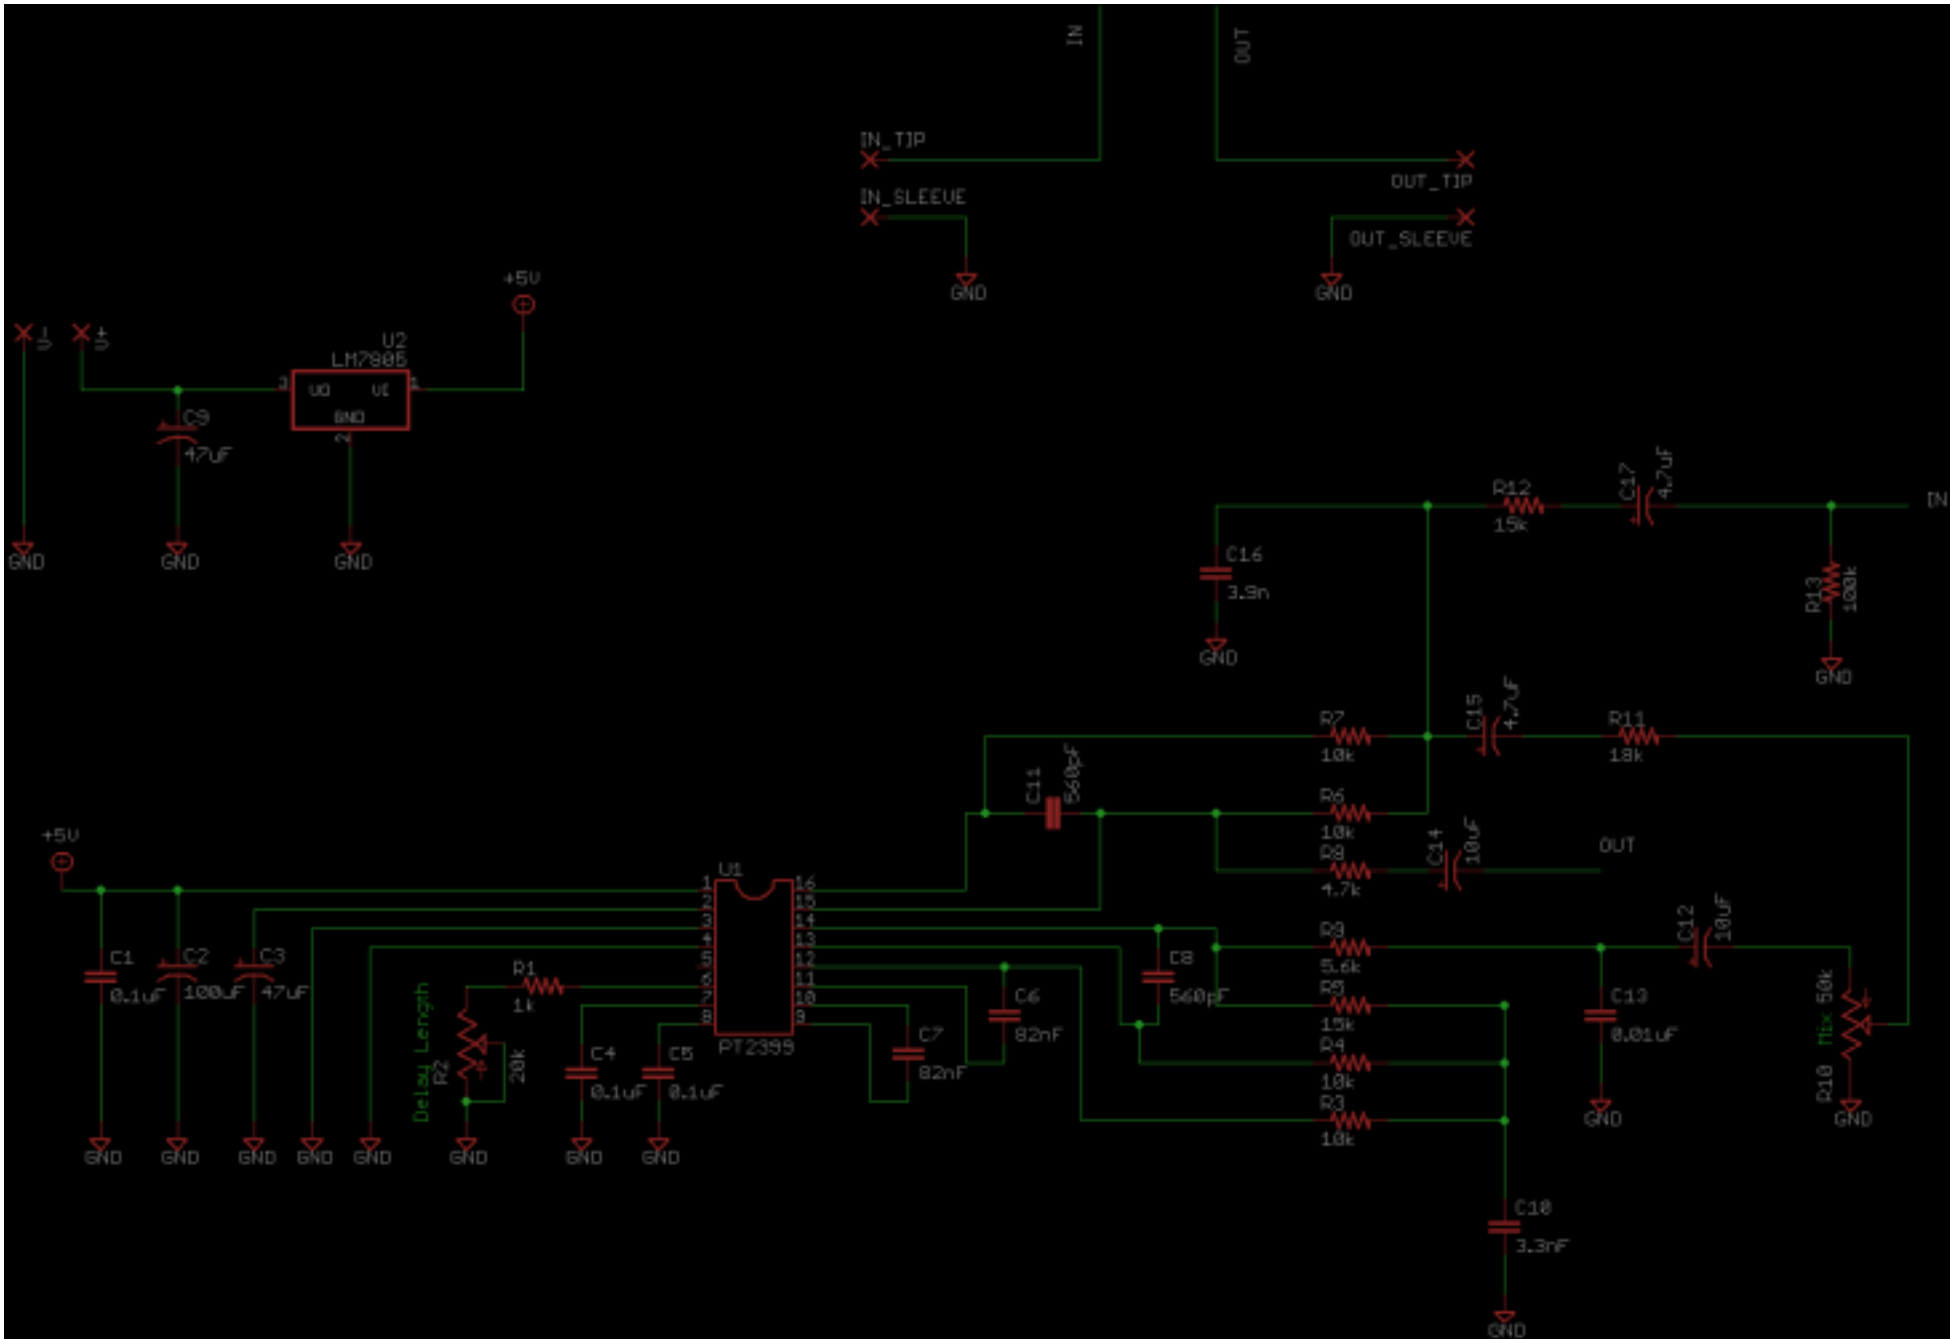 IN
OUT
IN_TIP
OUT_TIP
IN_SLEEVE
OUT_SLEEVE
GND
GND
+5V
V-
V+
U2
LM7805
3
VO
VI
1
GND
2
C9
47uF
GND
GND
GND
R12
15k
C17
4.7uF
IN
C16
3.9n
GND
R13
100k
GND
R7
10k
C15
4.7uF
R11
18k
C11
560pF
R6
10k
R8
4.7k
C14
10uF
OUT
+5V
U1
1
2
3
4
5
6
7
8
16
15
14
13
12
11
10
9
PT2399
C1
0.1uF
C2
100uF
C3
47uF
R1
1k
Delay Length
R2
20k
C4
0.1uF
C5
0.1uF
C7
82nF
C6
82nF
C8
560pF
R9
5.6k
R5
15k
R4
10k
R3
10k
C12
10uF
C13
0.01uF
GND
R10
Mix
50k
GND
GND
GND
GND
GND
GND
GND
GND
GND
C10
3.3nF
GND